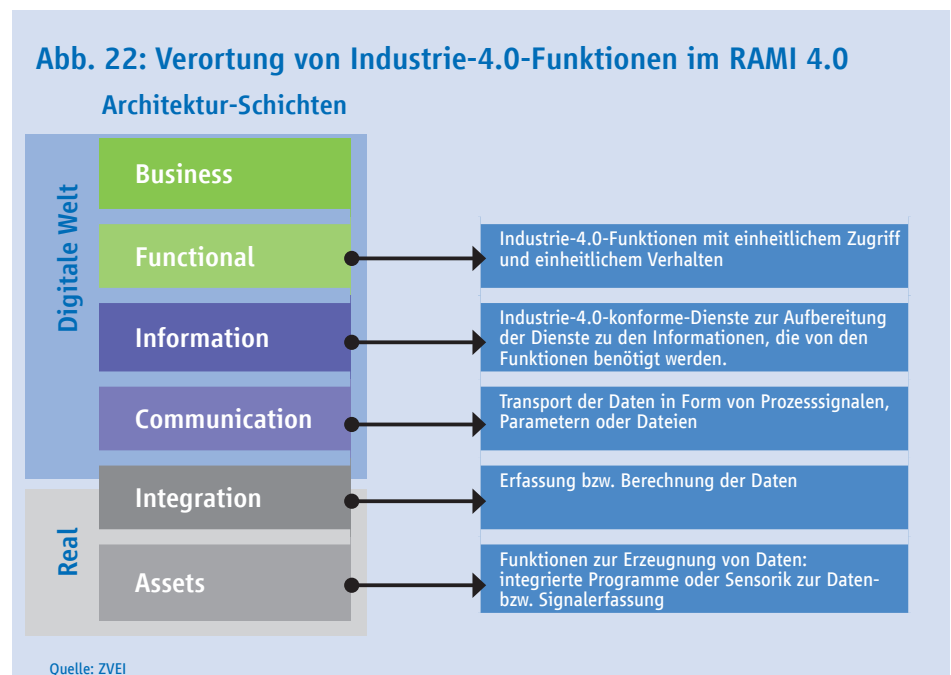 Abb. 22: Verortung von Industrie-4.0-Funktionen im RAMI 4.0
Architektur-Schichten
Digitale Welt
Business
Functional
Industrie-4.0-Funktionen mit einheitlichem Zugriff
und einheitlichem Verhalten
Information
Industrie-4.0-konforme-Dienste zur Aufbereitung
der Dienste zu den Informationen, die von den
Funktionen benötigt werden.
Communication
Transport der Daten in Form von Prozesssignalen,
Parametern oder Dateien
Real
Integration
Erfassung bzw. Berechnung der Daten
Assets
Funktionen zur Erzeugnung von Daten:
integrierte Programme oder Sensorik zur Daten-
bzw. Signalerfassung
Quelle: ZVEI